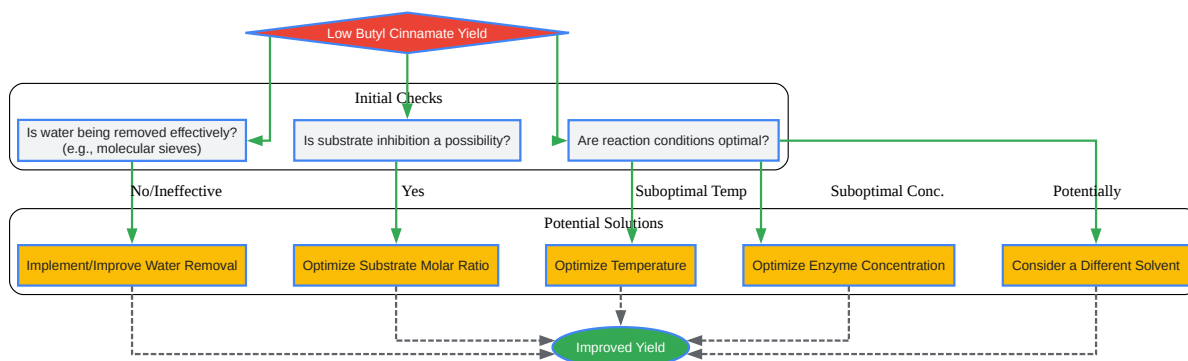 Low Butyl Cinnamate Yield
Initial Checks
Is water being removed effectively?
(e.g., molecular sieves)
Is substrate inhibition a possibility?
Are reaction conditions optimal?
No/Ineffective
Yes
Suboptimal Temp
Suboptimal Conc.
Potentially
Potential Solutions
Implement/Improve Water Removal
Optimize Substrate Molar Ratio
Optimize Temperature
Optimize Enzyme Concentration
Consider a Different Solvent
Improved Yield